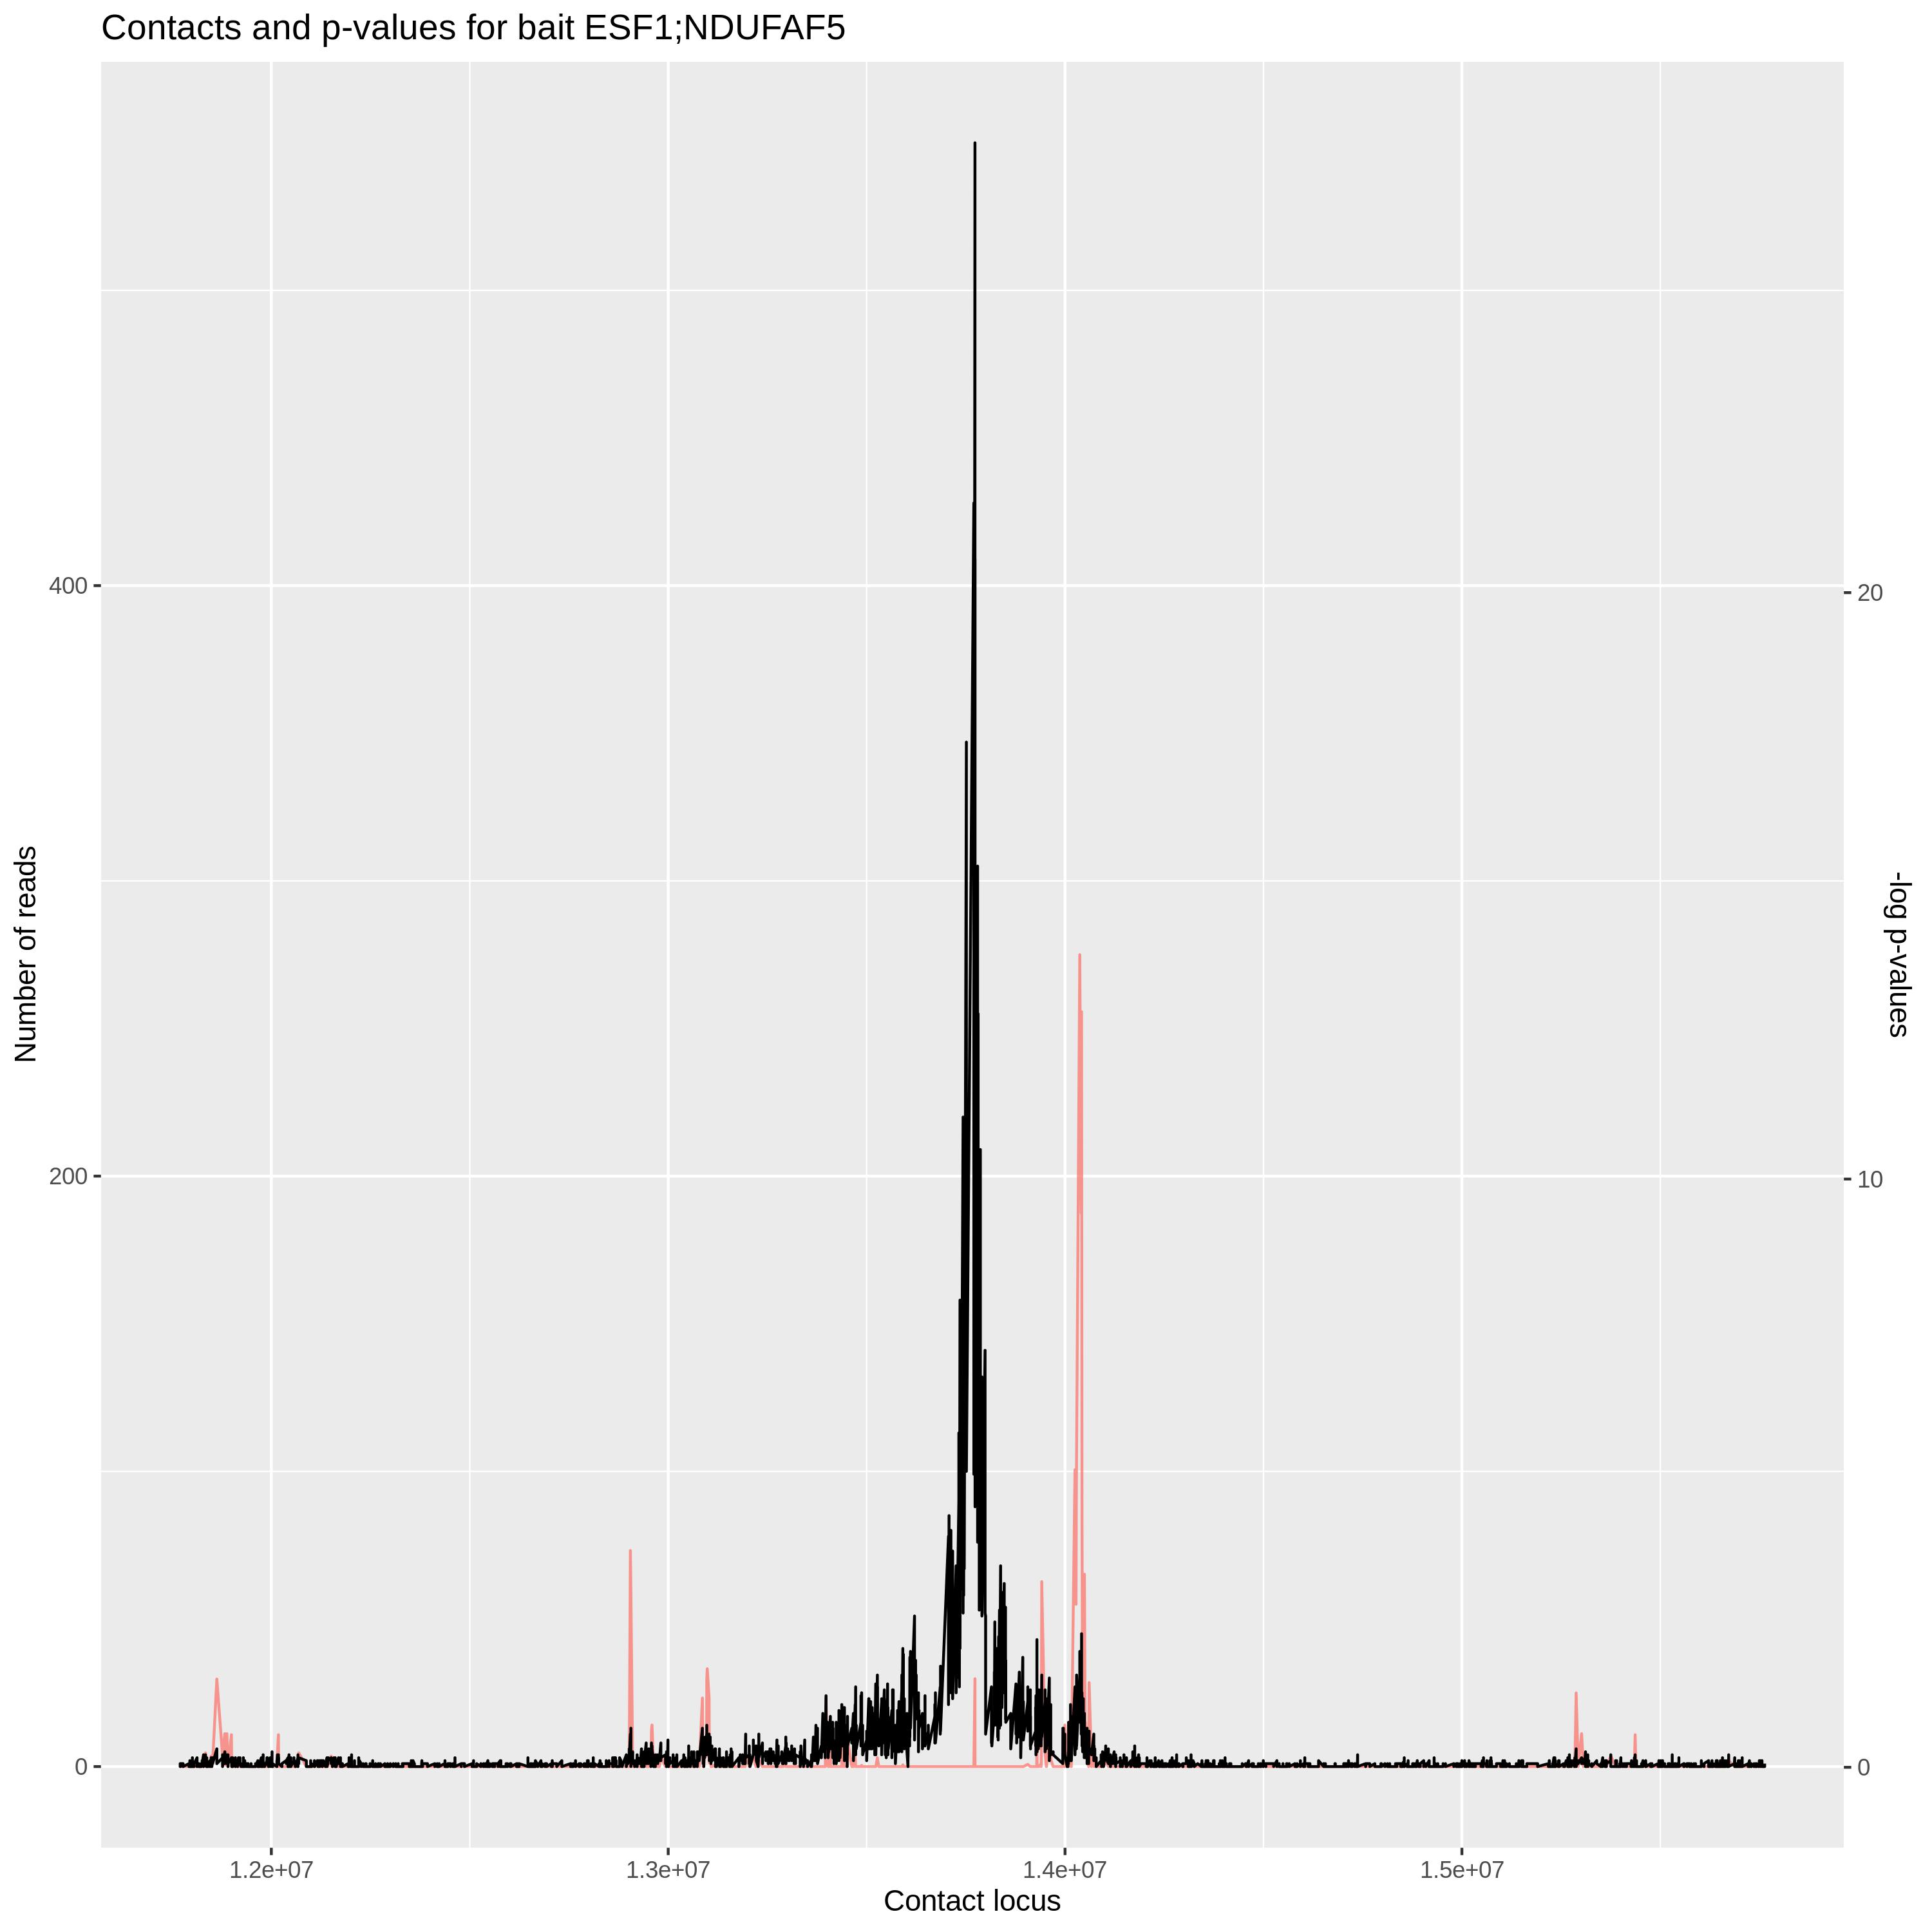 Contacts and p-values for bait ESF1;NDUFAF5
Number of reads
400
200
0
20
10
0
-log p-values
1.2e+07
1.3e+07
1.4e+07
1.5e+07
Contact locus